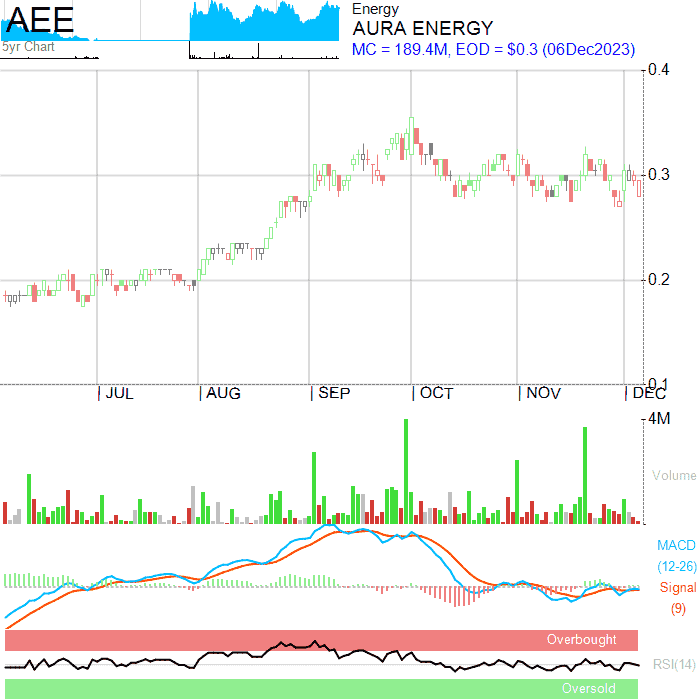 AEE
5yr Chart
Energy
AURA ENERGY
MC = 189.4M, EOD = $0.3 (06Dec2023)
0.4
0.3
0.2
0.1
JUL AUG SEP OCT NOV DEC
4M
Volume
MACD
(12-26)
Signal
(9)
Overbought
RSI(14)
Oversold